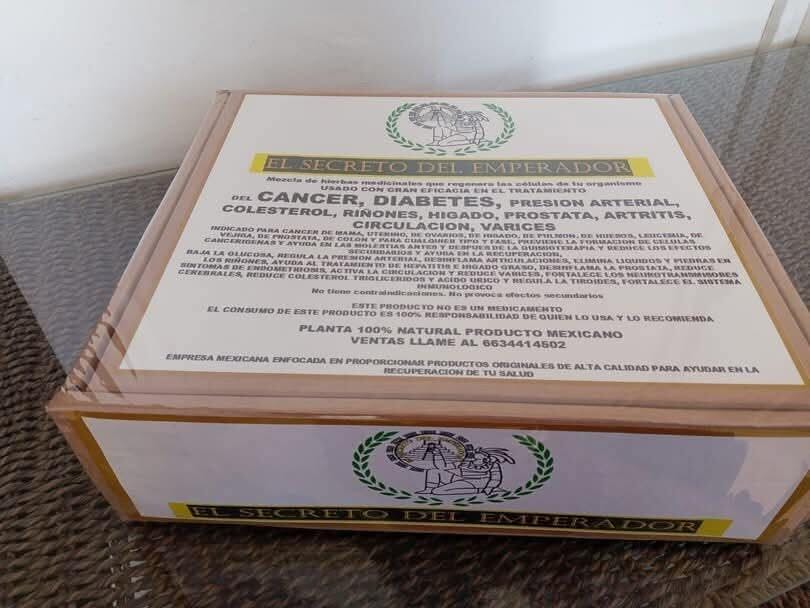 EL SECRETO DEL EMPERADOR
Mezcla de hierbas medicinales que regenera las células de tu organismo
USADO CON GRAN EFICACIA EN EL TRATAMIENTO
DEL CANCER, DIABETES, PRESION ARTERIAL,
COLESTEROL, RIÑONES, HIGADO, PROSTATA, ARTRITIS,
CIRCULACION, VARICES
INDICADO PARA CANCER DE MAMA, UTERINO, DE OVARIOS, DE HIGADO, DE PULMON, DE HUESOS, LEUCEMIA, DE
VEJIGA, DE PROSTATA, DE COLON Y PARA CUALQUIER TIPO Y FASE, PREVIENE LA FORMACION DE CELULAS
CANCERIGENAS Y AYUDA EN LAS MOLESTIAS ANTES Y DESPUES DE LA QUIMIOTERAPIA Y REDUCE LOS EFECTOS
SECUNDARIOS Y AYUDA EN LA RECUPERACION,
BAJA LA GLUCOSA, REGULA LA PRESION ARTERIAL, DESINFLAMA ARTICULACIONES, ELIMINA LIQUIDOS Y PIEDRAS EN
LOS RIÑONES, AYUDA AL TRATAMIENTO DE HEPATITIS E HIGADO GRASO, DESINFLAMA LA PROSTATA, REDUCE
SINTOMAS DE ENDOMETRIOSIS, ACTIVA LA CIRCULACION Y REDUCE VARICES, FORTALECE LOS
CEREBRALES, REDUCE COLESTEROL TRIGLICERIDOS Y ACIDO URICO Y REGULA LA TIROIDES, FORTALECE EL SISTEMA
INMUNOLOGICO
No tiene contraindicaciones. No provoca efectos secundarios
ESTE PRODUCTO NO ES UN MEDICAMENTO
EL CONSUMO DE ESTE PRODUCTO ES 100% RESPONSABILIDAD DE QUIEN LO USA Y LO RECOMIENDA
PLANTA 100% NATURAL PRODUCTO MEXICANO
VENTAS LLAME AL 6634414502
EMPRESA MEXICANA ENFOCADA EN PROPORCIONAR PRODUCTOS ORIGINALES DE ALTA CALIDAD PARA AYUDAR EN LA
RECUPERACION DE TU SALUD
EL SECRETO DEL EMPERADOR